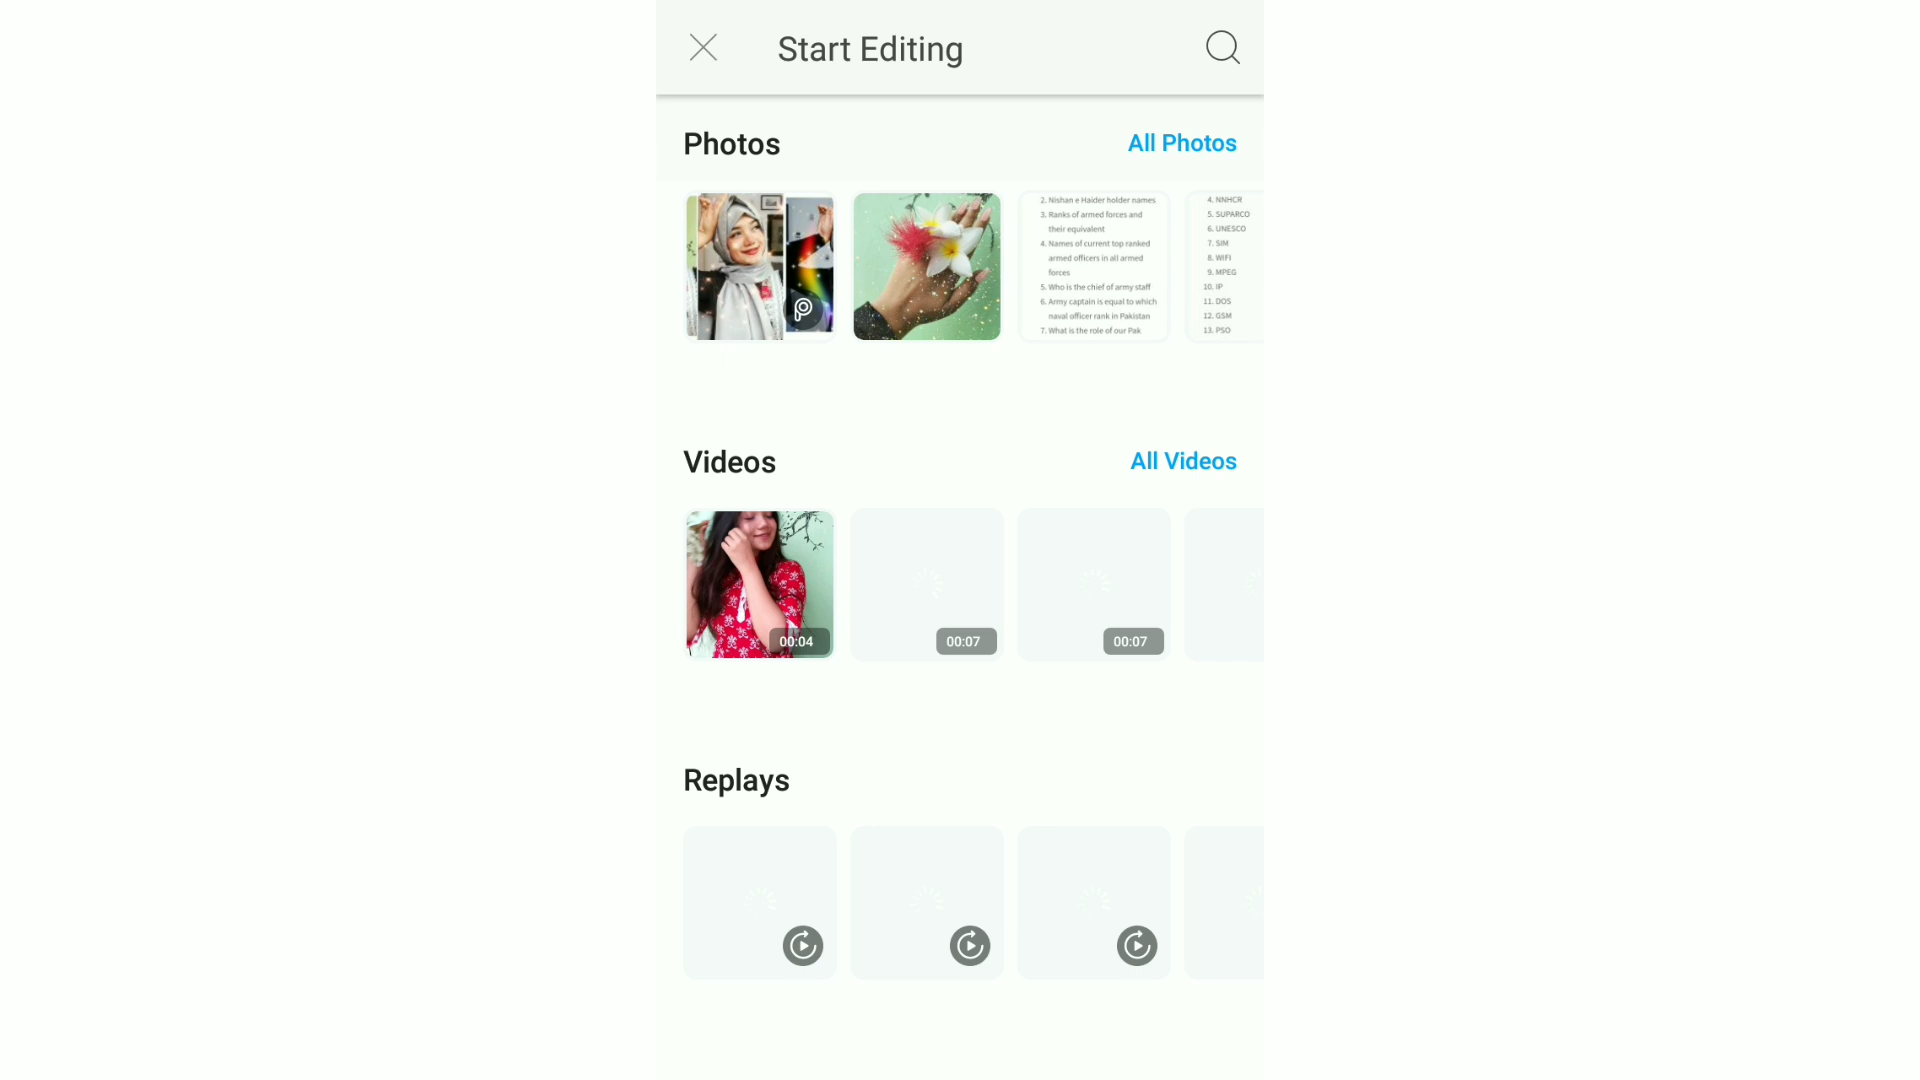 Start Editing
Photos
All Photos
2. Nishan e Haider holder names
3. Ranks of armed forces and
their equivalent
4. Names of current top ranked
armed officers in all armed
forces
5. Who is the chief of army staff
6. Army captain is equal to which
naval officer rank in Pakistan
7. What is the role of our Pak
4. NNHCR
5. SUPARCO
6. UNESCO
7. SIM
8. WIFI
9. MPEG
10. IP
11. DOS
12. GSM
13. PSO
Videos
All Videos
00:04
00:07
00:07
Replays